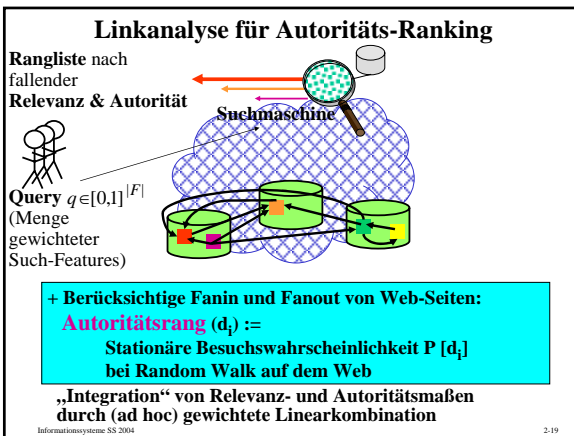 Linkanalyse für Autoritäts-Ranking
Rangliste nach
fallender
Relevanz & Autorität
Suchmaschine
Query q∈[0,1]^|F|
(Menge
gewichteter
Such-Features)
+ Berücksichtige Fanin und Fanout von Web-Seiten:
Autoritätsrang (di) :=
Stationäre Besuchswahrscheinlichkeit P [di]
bei Random Walk auf dem Web
„Integration“ von Relevanz- und Autoritätsmaßen
durch (ad hoc) gewichtete Linearkombination
Informationssysteme SS 2004
2-19